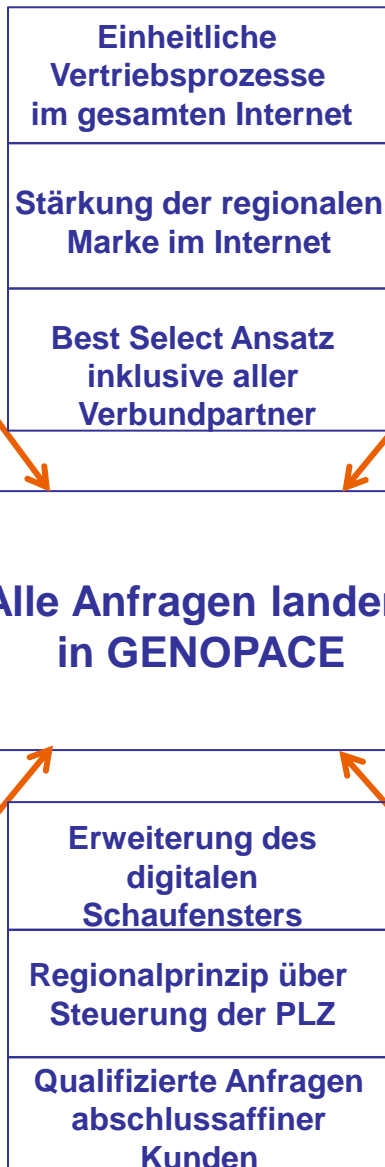 Einheitliche
Vertriebsprozesse
im gesamten Internet
Stärkung der regionalen
Marke im Internet
Best Select Ansatz
inklusive aller
Verbundpartner
Alle Anfragen landen
in GENOPACE
Erweiterung des
digitalen
Schaufensters
Regionalprinzip über
Steuerung der PLZ
Qualifizierte Anfragen
abschlussaffiner
Kunden